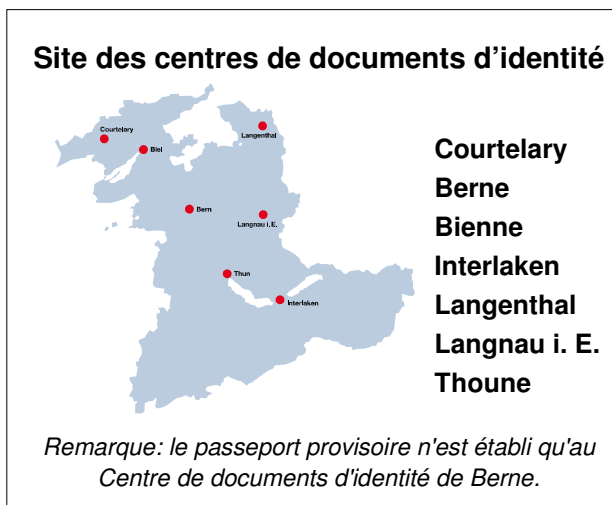 Site des centres de documents d’identité
Courtelary
Langenthal
Biel
Bern
Langnau i. E.
Thun
Interlaken
Courtelary
Berne
Bienne
Interlaken
Langenthal
Langnau i. E.
Thoune
Remarque: le passeport provisoire n'est établi qu'au
Centre de documents d'identité de Berne.